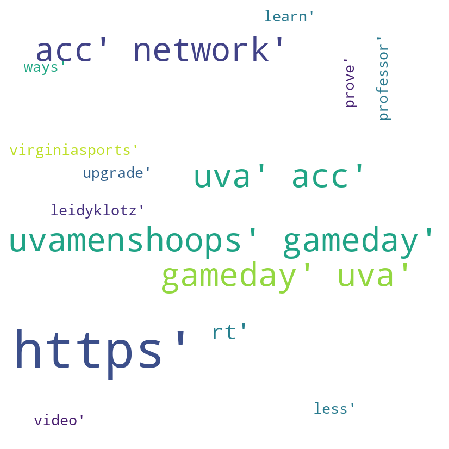 learn'
acc' network'
ways'
prove'
professor'
virginiasports'
upgrade'
uva' acc'
leidyklotz'
uvamenshoops' gameday'
gameday' uva'
https'
rt'
less'
video'